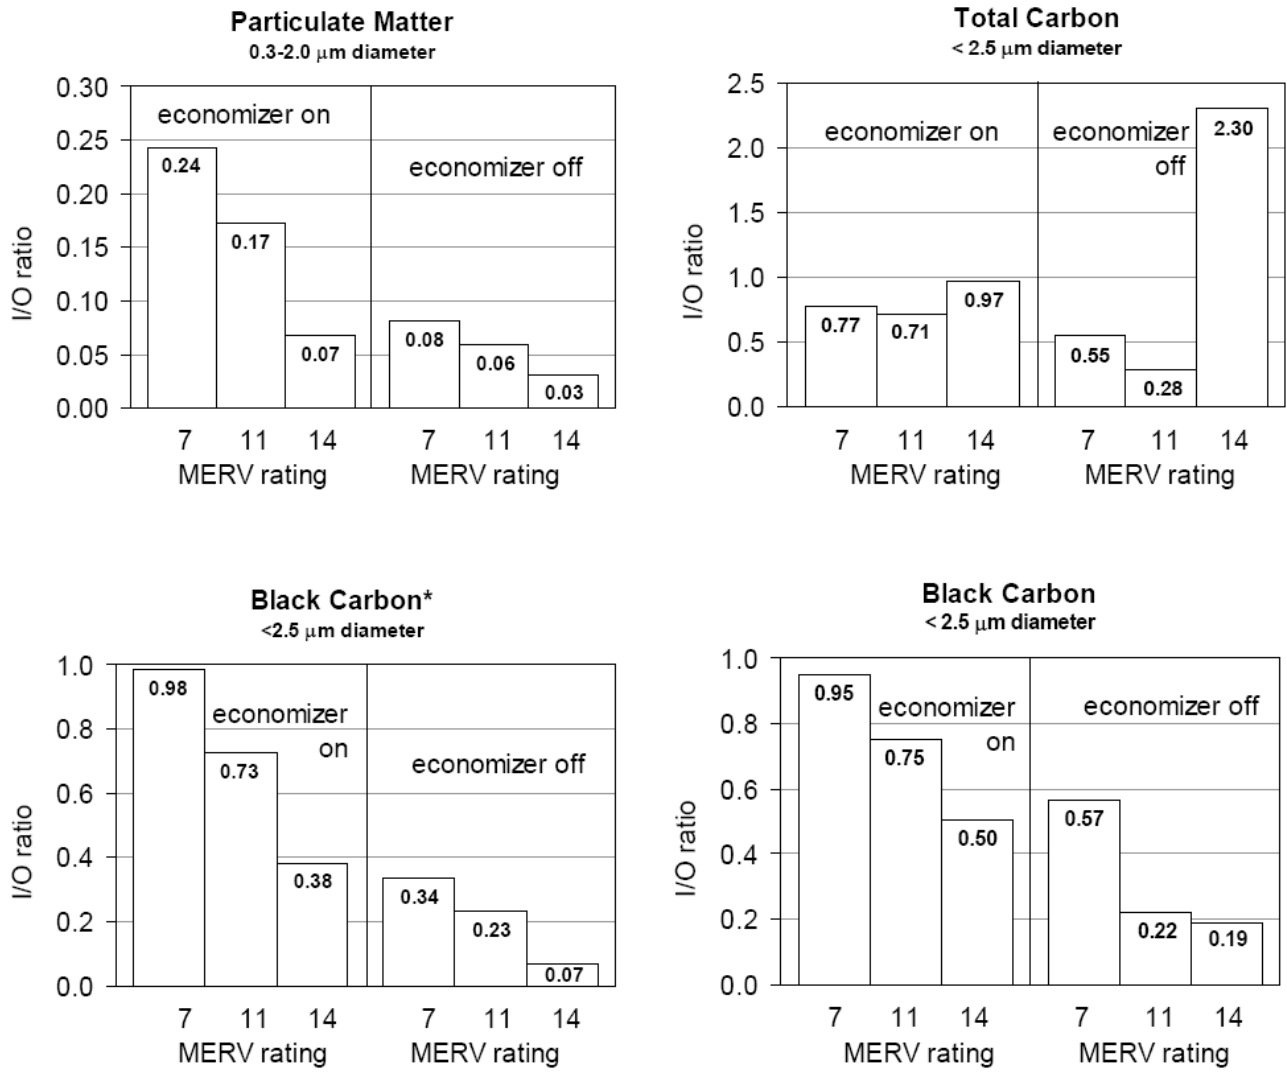 Particulate Matter
0.3-2.0 μm diameter
I/O ratio
0.30
0.25
0.20
0.15
0.10
0.05
0.00
economizer on
economizer off
0.24
0.17
0.07
0.08
0.06
0.03
7 11 14 7 11 14
MERV rating MERV rating
Total Carbon
< 2.5 μm diameter
I/O ratio
2.5
2.0
1.5
1.0
0.5
0.0
economizer on
economizer
off
0.77
0.71
0.97
0.55
0.28
2.30
7 11 14 7 11 14
MERV rating MERV rating
Black Carbon*
<2.5 μm diameter
I/O ratio
1.0
0.8
0.6
0.4
0.2
0.0
economizer
on
economizer off
0.98
0.73
0.38
0.34
0.23
0.07
7 11 14 7 11 14
MERV rating MERV rating
Black Carbon
< 2.5 μm diameter
I/O ratio
1.0
0.8
0.6
0.4
0.2
0.0
economizer
on
economizer off
0.95
0.75
0.50
0.57
0.22
0.19
7 11 14 7 11 14
MERV rating MERV rating